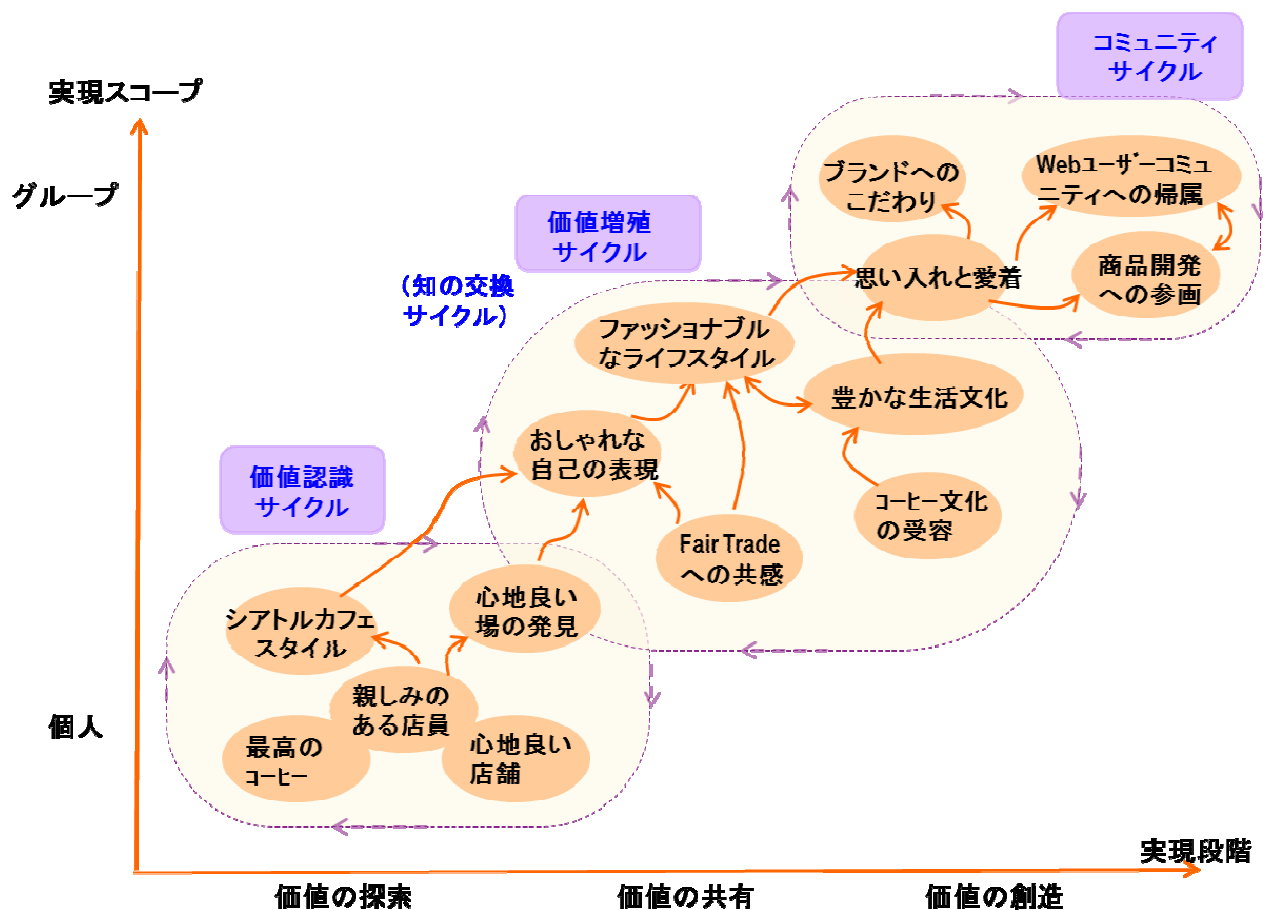 コミュニティ
サイクル
実現スコープ
グループ
ブランドへの
こだわり
Webユーザーコミュ
ニティへの帰属
価値増殖
サイクル
(知の交換
サイクル)
思い入れと愛着
商品開発
への参画
ファッショナブル
なライフスタイル
豊かな生活文化
おしゃれな
自己の表現
価値認識
サイクル
コーヒー文化
の受容
Fair Trade
への共感
シアトルカフェ
スタイル
心地良い
場の発見
親しみの
ある店員
個人
最高の
コーヒー
心地良い
店舗
実現段階
価値の探索
価値の共有
価値の創造